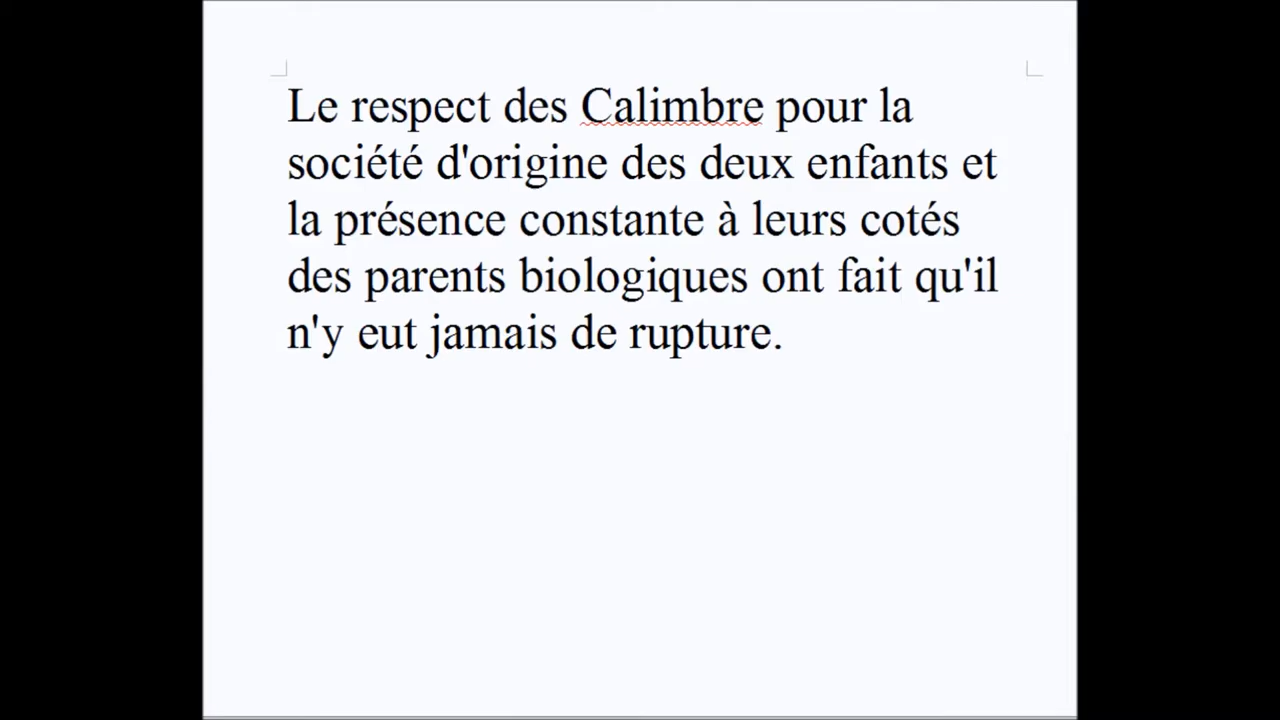 Le respect des Calimbre pour la
société d'origine des deux enfants et
la présence constante à leurs cotés
des parents biologiques ont fait qu'il
n'y eut jamais de rupture.